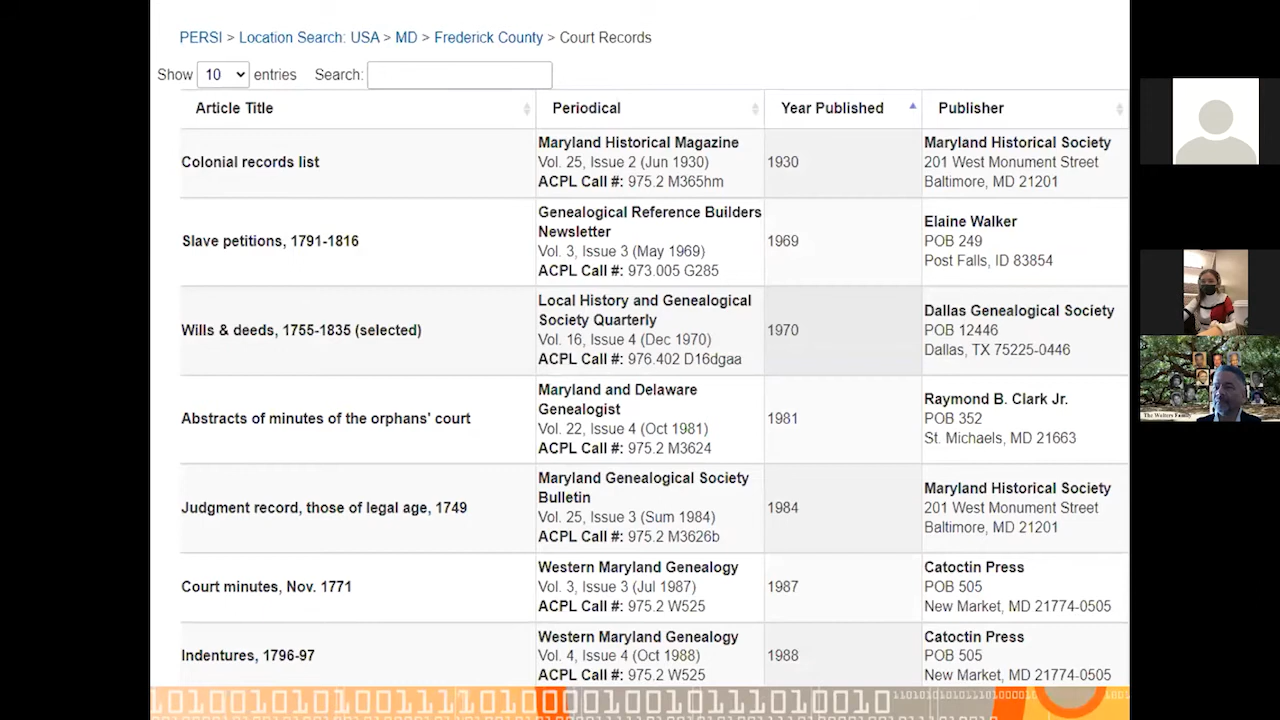 PERSI > Location Search: USA > MD > Frederick County > Court Records
Show 10 entries Search:
Article Title Periodical Year Published Publisher
Colonial records list
Maryland Historical Magazine
Vol. 25, Issue 2 (Jun 1930)
ACPL Call #: 975.2 M365hm
1930
Maryland Historical Society
201 West Monument Street
Baltimore, MD 21201
Slave petitions, 1791-1816
Genealogical Reference Builders
Newsletter
Vol. 3, Issue 3 (May 1969)
ACPL Call #: 973.005 G285
1969
Elaine Walker
POB 249
Post Falls, ID 83854
Wills & deeds, 1755-1835 (selected)
Local History and Genealogical
Society Quarterly
Vol. 16, Issue 4 (Dec 1970)
ACPL Call #: 976.402 D16dgaa
1970
Dallas Genealogical Society
POB 12446
Dallas, TX 75225-0446
Abstracts of minutes of the orphans' court
Maryland and Delaware
Genealogist
Vol. 22, Issue 4 (Oct 1981)
ACPL Call #: 975.2 M3624
1981
Raymond B. Clark Jr.
POB 352
St. Michaels, MD 21663
Judgment record, those of legal age, 1749
Maryland Genealogical Society
Bulletin
Vol. 25, Issue 3 (Sum 1984)
ACPL Call #: 975.2 M3626b
1984
Maryland Historical Society
201 West Monument Street
Baltimore, MD 21201
Court minutes, Nov. 1771
Western Maryland Genealogy
Vol. 3, Issue 3 (Jul 1987)
ACPL Call #: 975.2 W525
1987
Catoctin Press
POB 505
New Market, MD 21774-0505
Indentures, 1796-97
Western Maryland Genealogy
Vol. 4, Issue 4 (Oct 1988)
ACPL Call #: 975.2 W525
1988
Catoctin Press
POB 505
New Market, MD 21774-0505
The Wolters Family